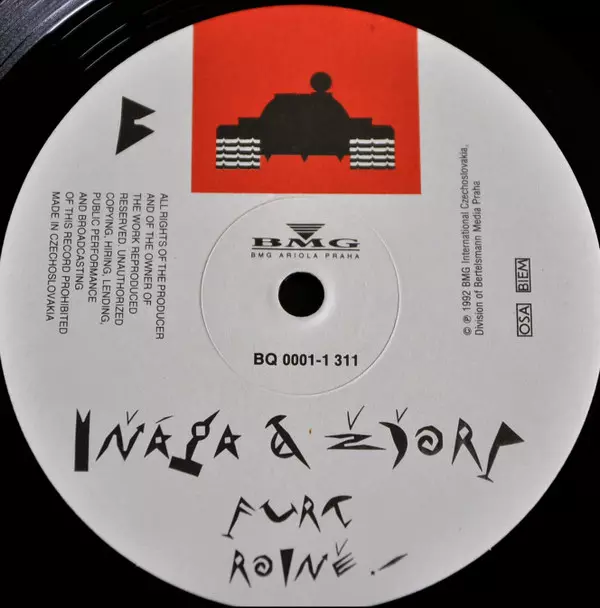 BMG
BMG ARIOLA PRAHA
ALL RIGHTS OF THE PRODUCER
AND OF THE OWNER OF
THE WORK REPRODUCED
RESERVED. UNAUTHORIZED
COPYING, HIRING, LENDING,
PUBLIC PERFORMANCE
AND BROADCASTING
OF THIS RECORD PROHIBITED
MADE IN CZECHOSLOVAKIA
© ℗ 1992 BMG International Czechoslovakia,
Division of Bertelsmann Media Praha
OSA BIEM
BQ 0001-1 311
IŇÁGA & ŽĎORP
FURT
ROVNĚ!